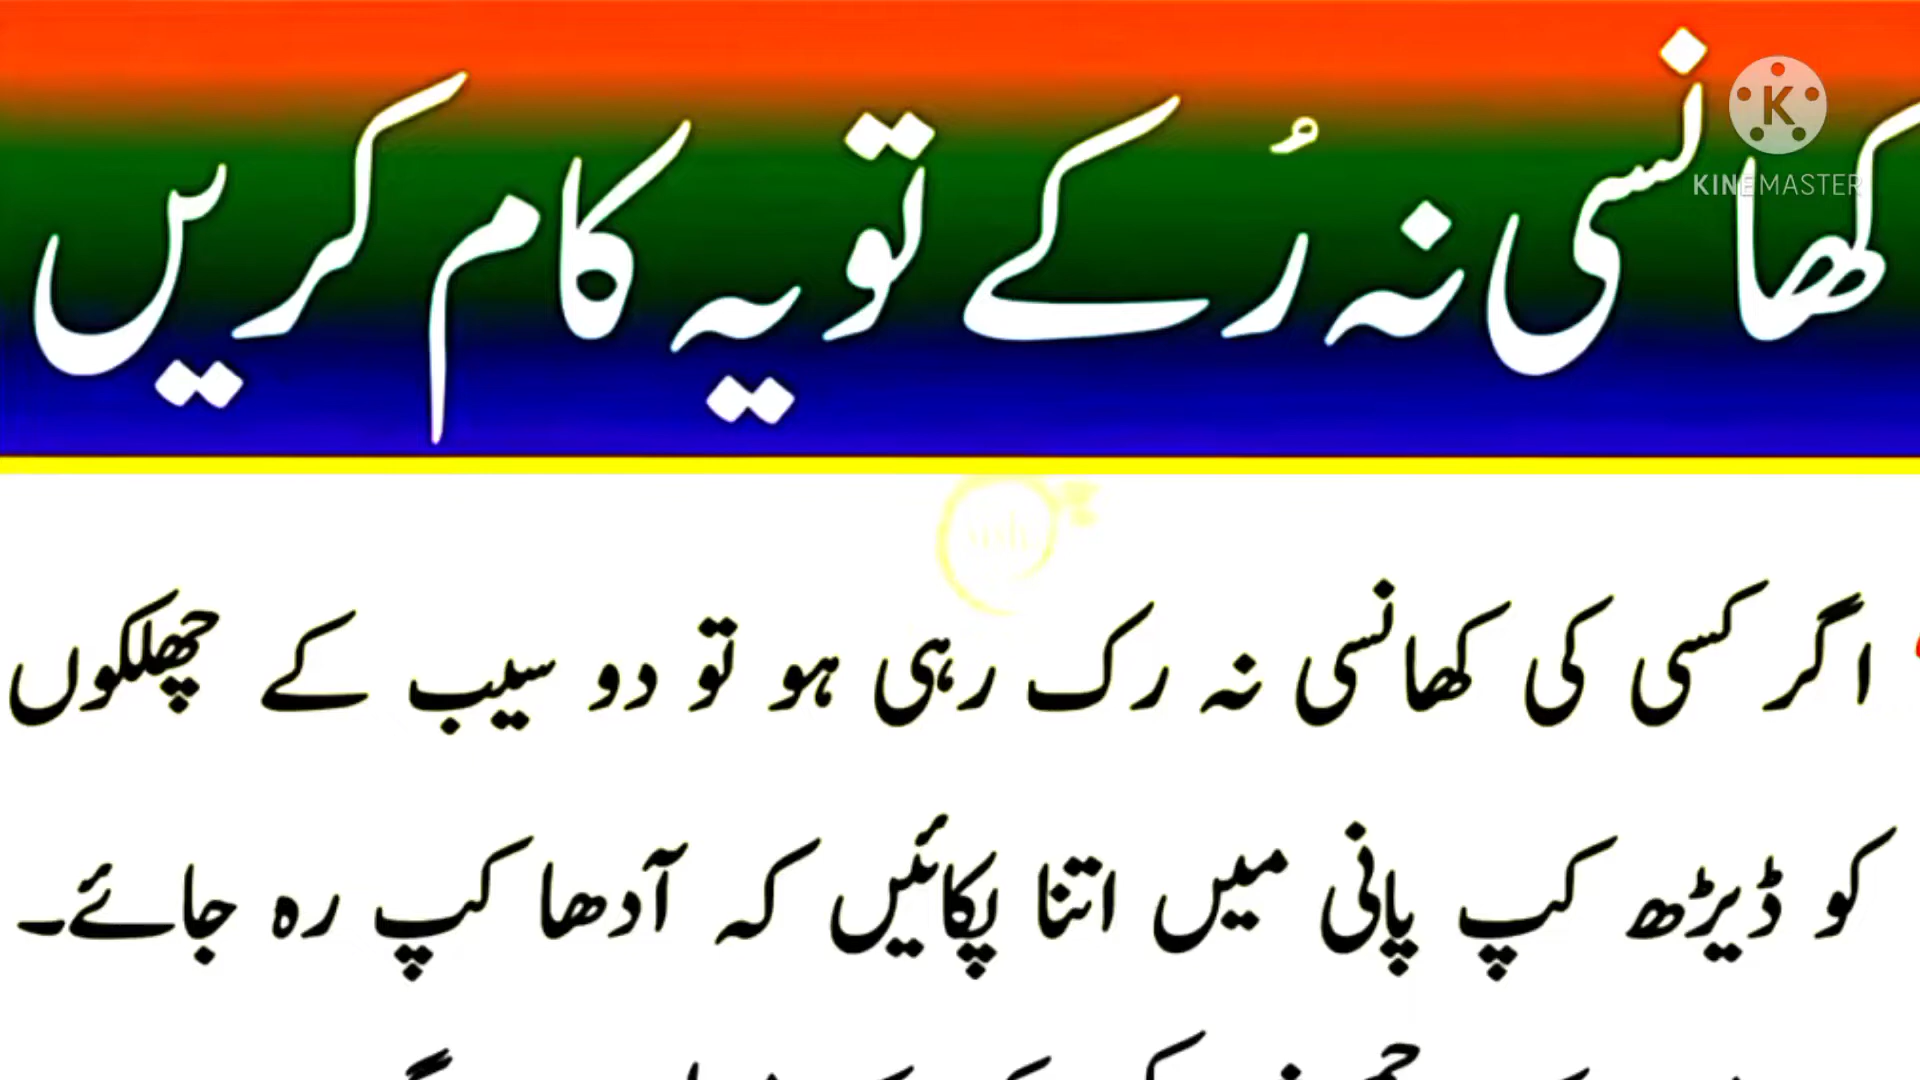 کھانسی نہ رُکے تو یہ کام کریں
KINEMASTER
اگر کسی کی کھانسی نہ رک رہی ہو تو دو سیب کے چھلکوں
کو ڈیڑھ کپ پانی میں اتنا پکائیں کہ آدھا کپ رہ جائے۔